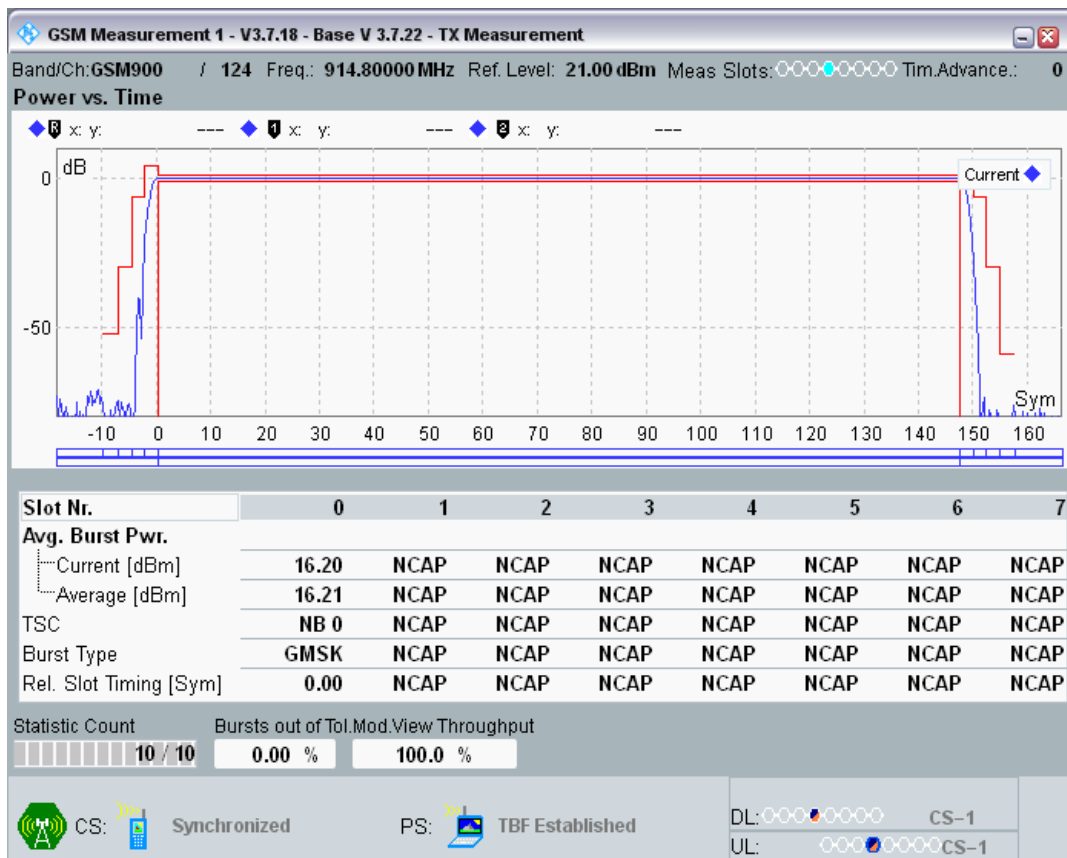 GSM Measurement 1 - V3.7.18 - Base V 3.7.22 - TX Measurement
Band/Ch:GSM900 / 124 Freq.: 914.80000 MHz Ref. Level: 21.00 dBm Meas Slots: Tim.Advance.: 0
Power vs. Time
R x: y: --- 1 x: y: --- 2 x: y: ---
dB
Current
0
-50
Sym
-10 0 10 20 30 40 50 60 70 80 90 100 110 120 130 140 150 160
Slot Nr. 0 1 2 3 4 5 6 7
Avg. Burst Pwr.
Current [dBm] 16.20 NCAP NCAP NCAP NCAP NCAP NCAP NCAP
Average [dBm] 16.21 NCAP NCAP NCAP NCAP NCAP NCAP NCAP
TSC NB 0 NCAP NCAP NCAP NCAP NCAP NCAP NCAP
Burst Type GMSK NCAP NCAP NCAP NCAP NCAP NCAP NCAP
Rel. Slot Timing [Sym] 0.00 NCAP NCAP NCAP NCAP NCAP NCAP NCAP
Statistic Count Bursts out of Tol. Mod.View Throughput
10 / 10 0.00 % 100.0 %
CS: Synchronized PS: TBF Established
DL: CS-1
UL: CS-1